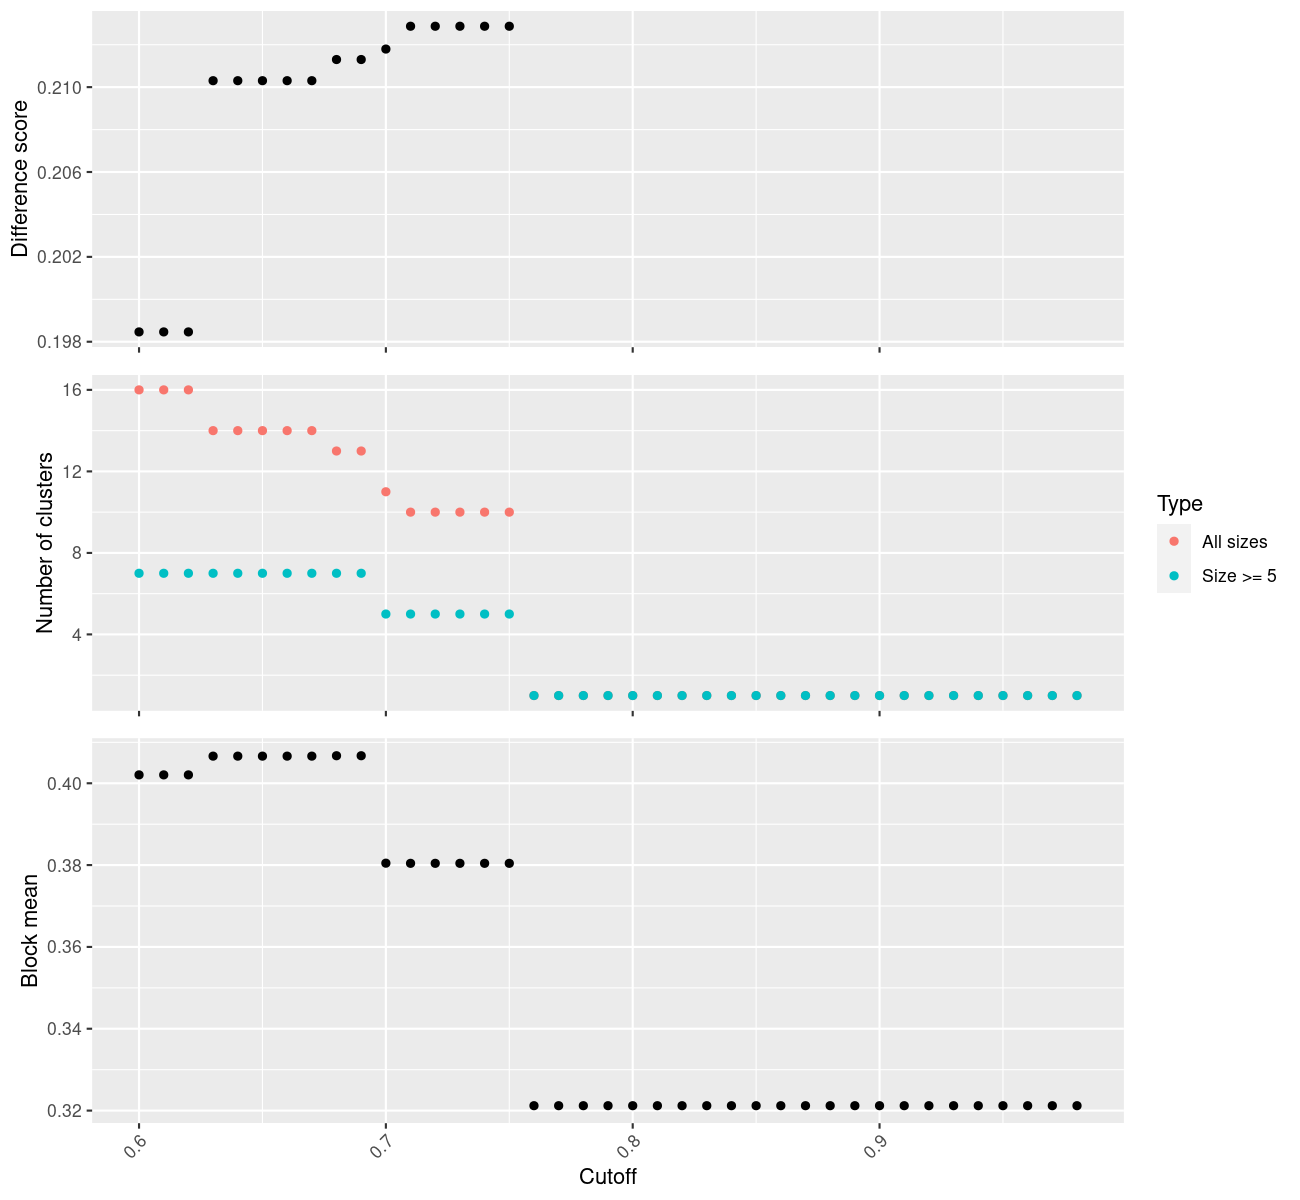 Difference score
0.210
0.206
0.202
0.198
Number of clusters
16
12
8
4
Type
All sizes
Size >= 5
Block mean
0.40
0.38
0.36
0.34
0.32
0.6
0.7
0.8
0.9
Cutoff